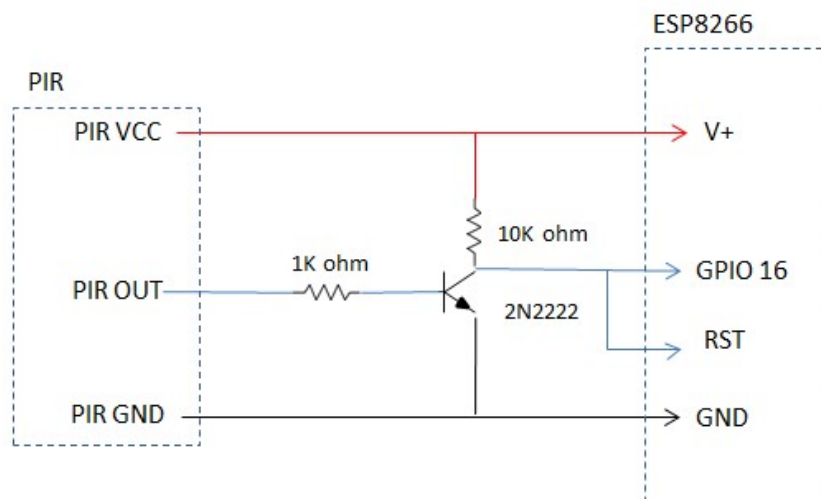 ESP8266
PIR
PIR VCC
V+
10K ohm
1K ohm
GPIO 16
PIR OUT
2N2222
RST
PIR GND
GND